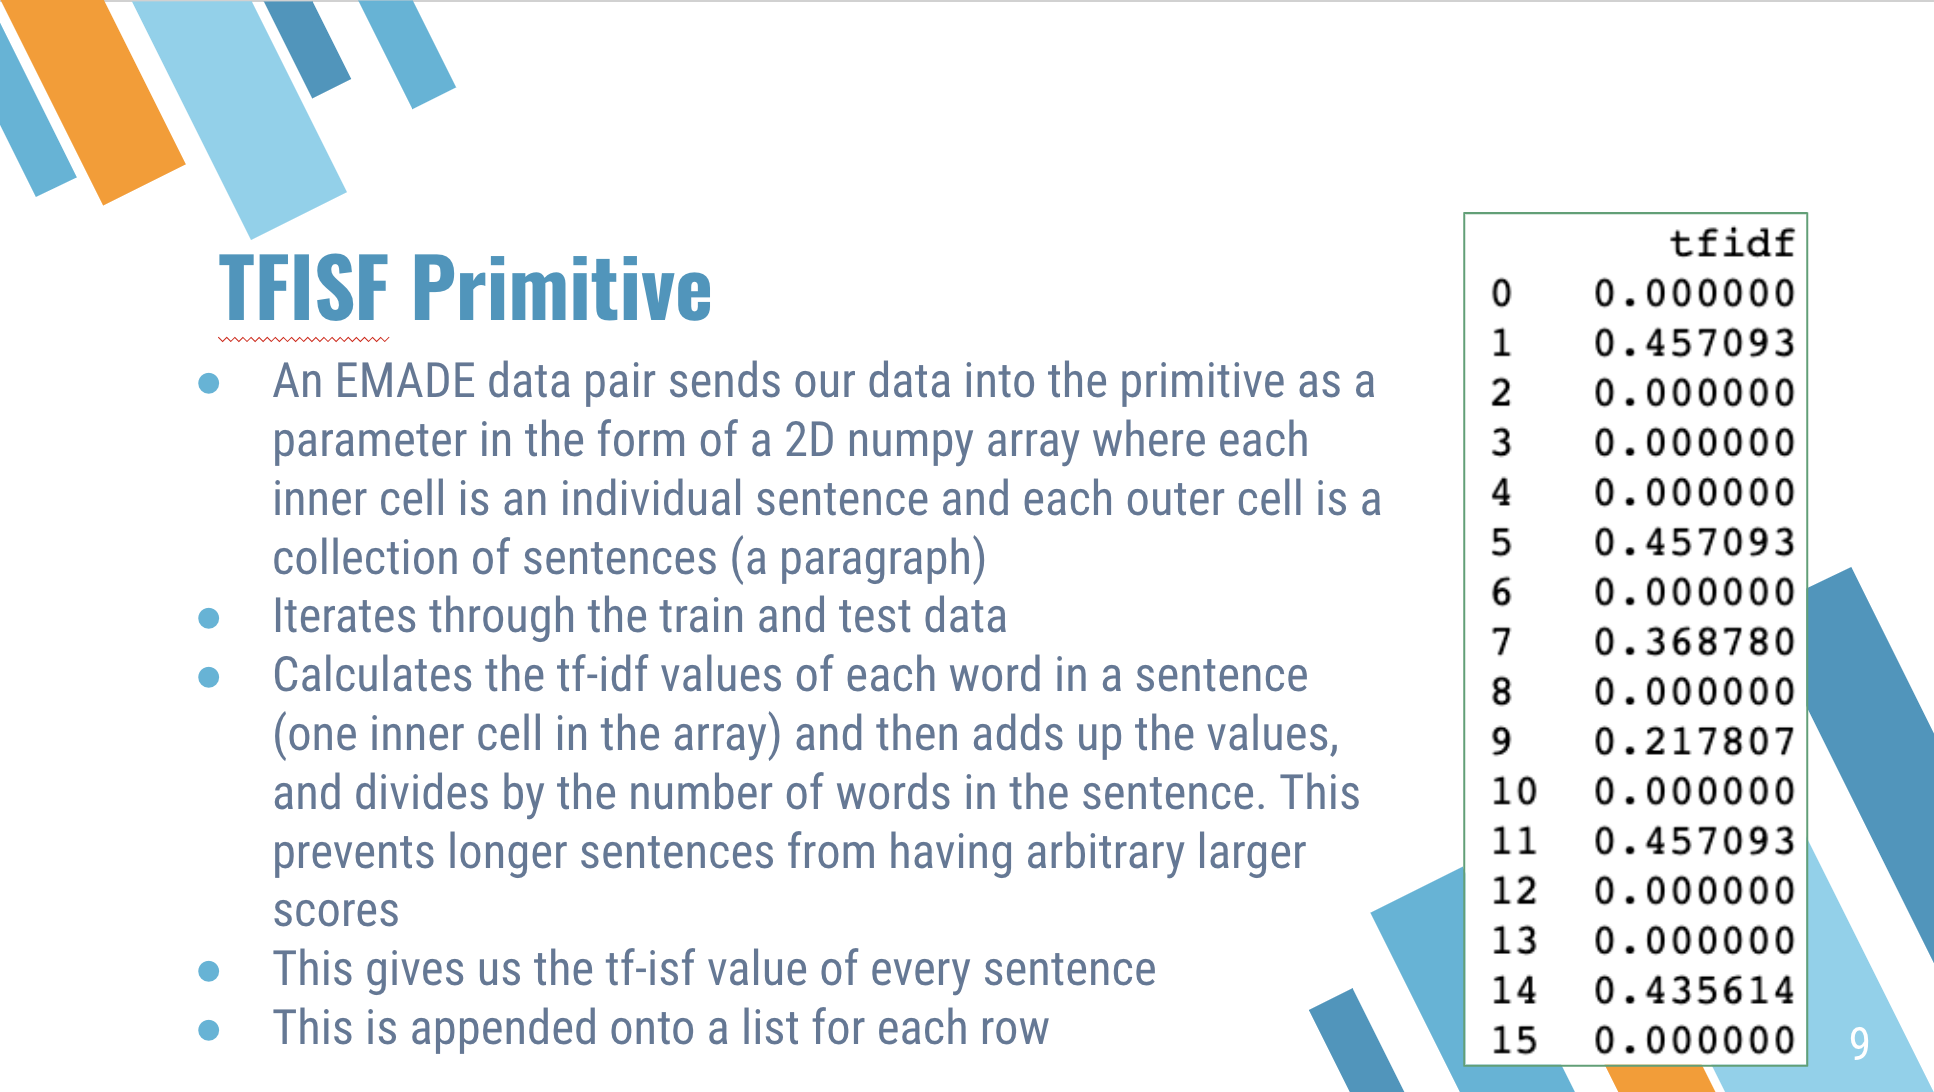 TFISF Primitive
● An EMADE data pair sends our data into the primitive as a
parameter in the form of a 2D numpy array where each
inner cell is an individual sentence and each outer cell is a
collection of sentences (a paragraph)
● Iterates through the train and test data
● Calculates the tf-idf values of each word in a sentence
(one inner cell in the array) and then adds up the values,
and divides by the number of words in the sentence. This
prevents longer sentences from having arbitrary larger
scores
● This gives us the tf-isf value of every sentence
● This is appended onto a list for each row
tfidf
0 0.000000
1 0.457093
2 0.000000
3 0.000000
4 0.000000
5 0.457093
6 0.000000
7 0.368780
8 0.000000
9 0.217807
10 0.000000
11 0.457093
12 0.000000
13 0.000000
14 0.435614
15 0.000000
9